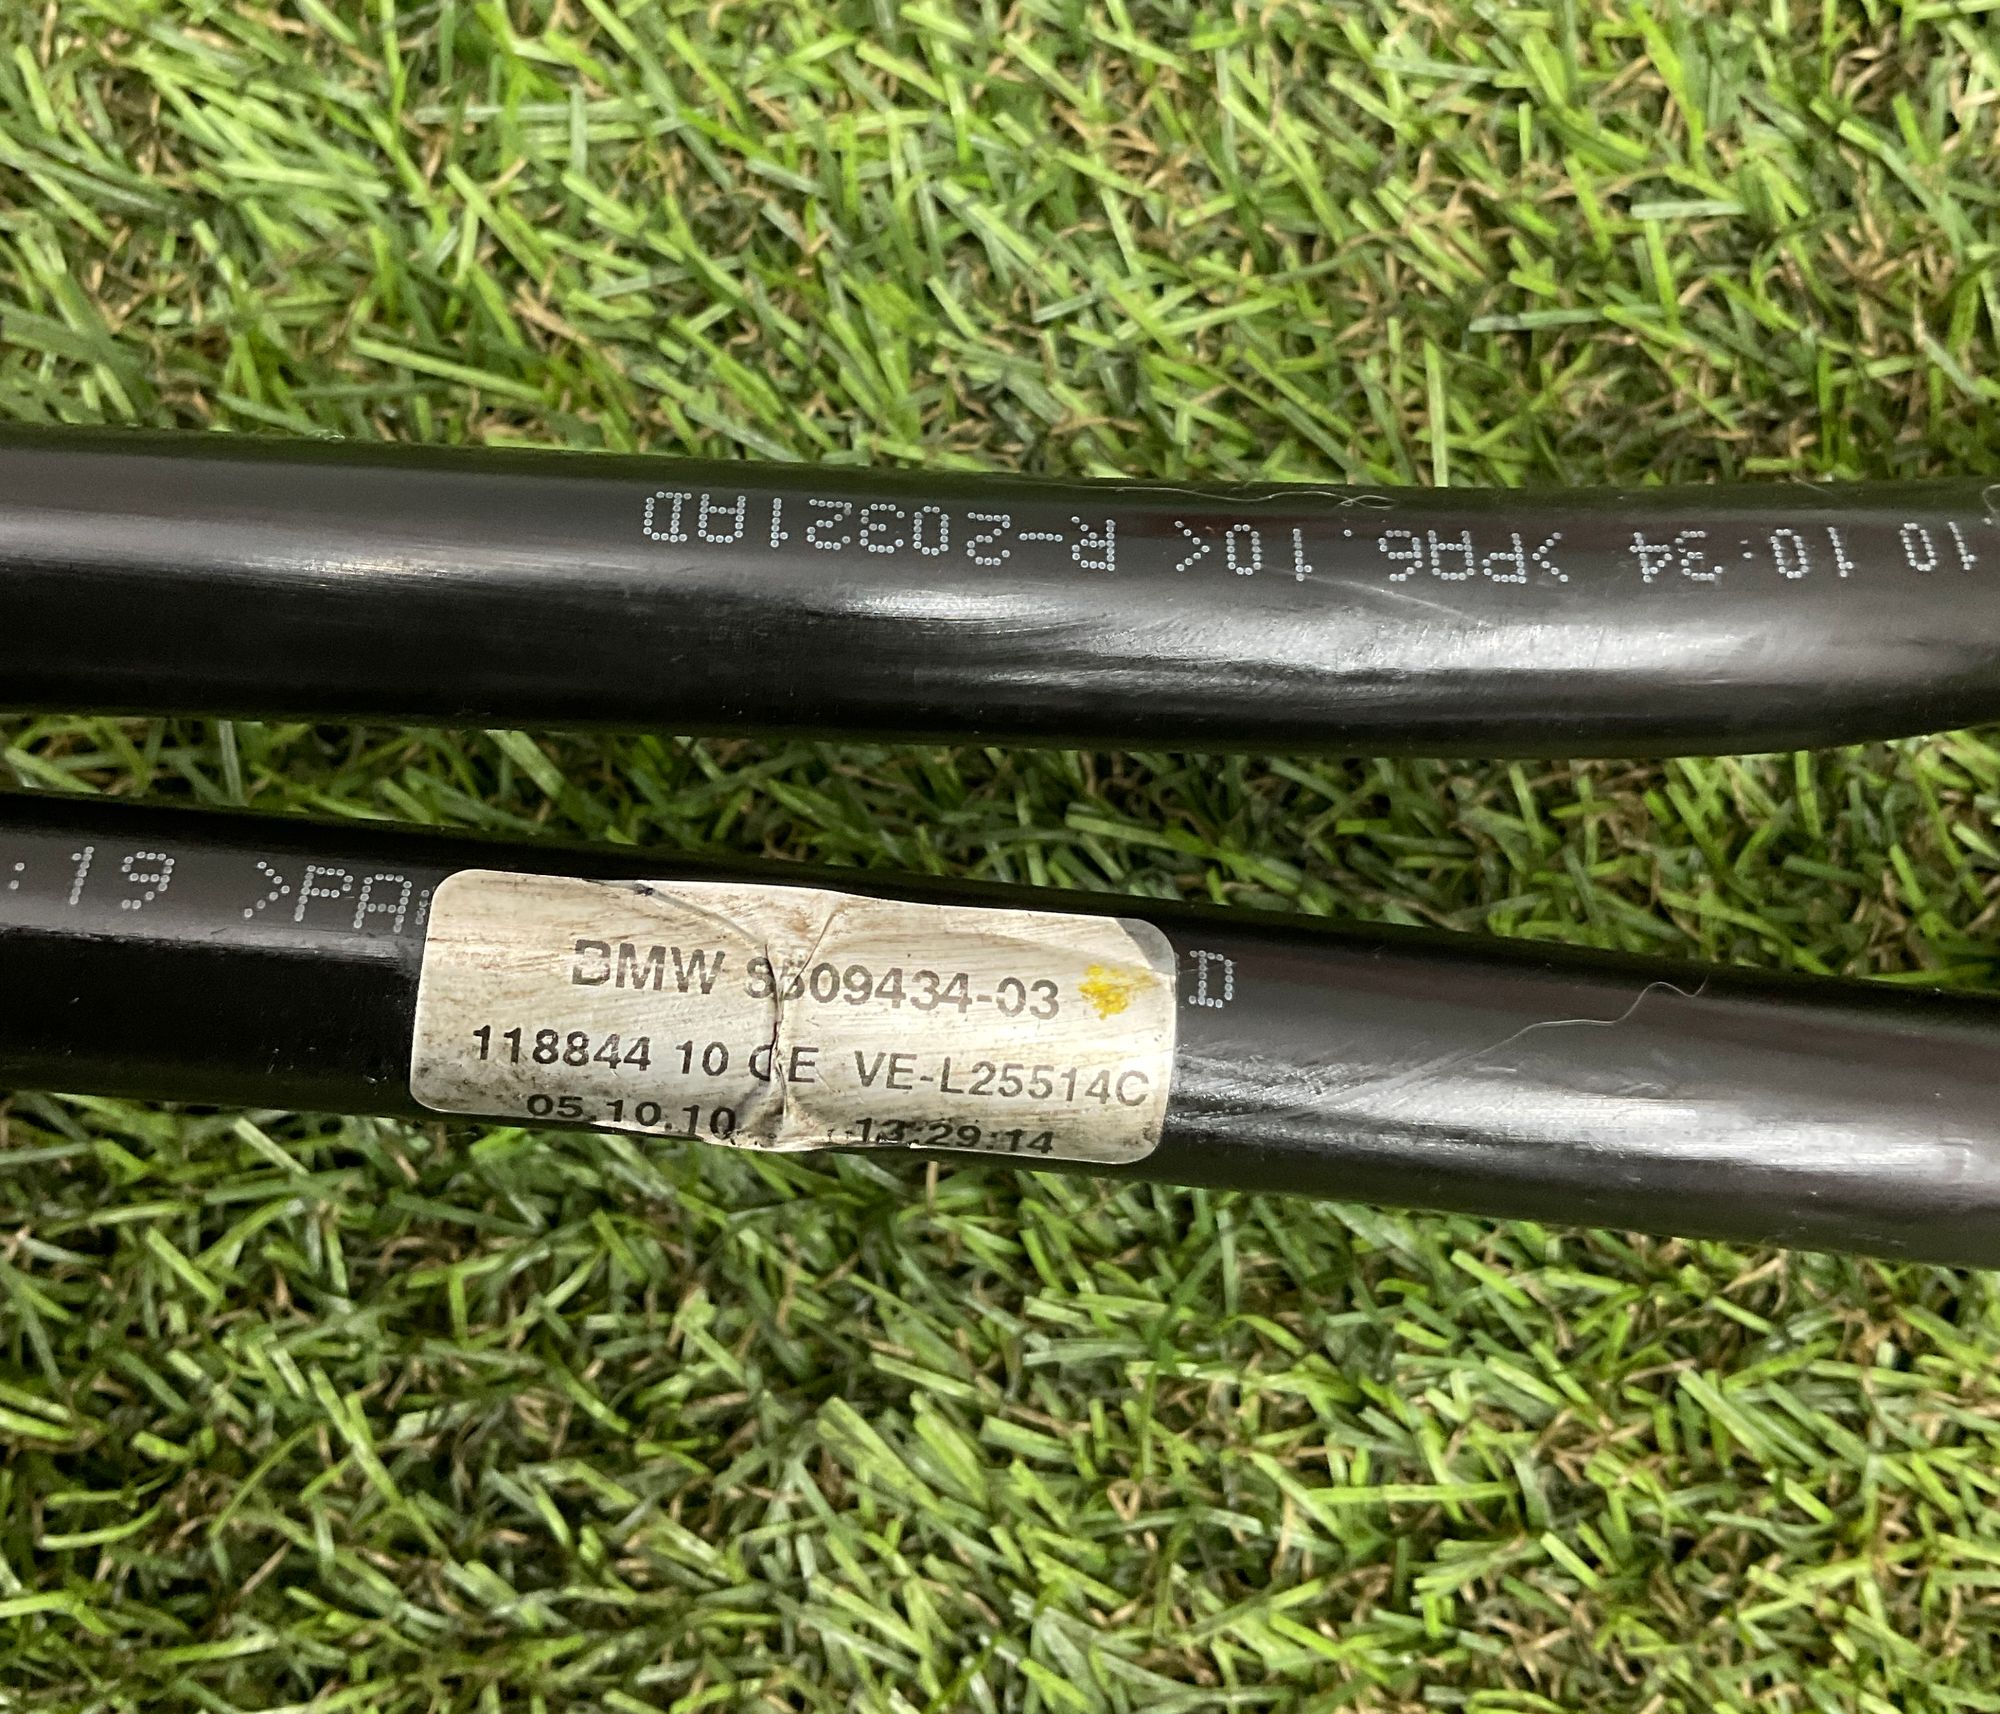 10 10:34 >PA6.10< R-20321AD
:19 >PA D
BMW 8509434-03
118844 10 CE VE-L25514C
05.10.10 13:29:14